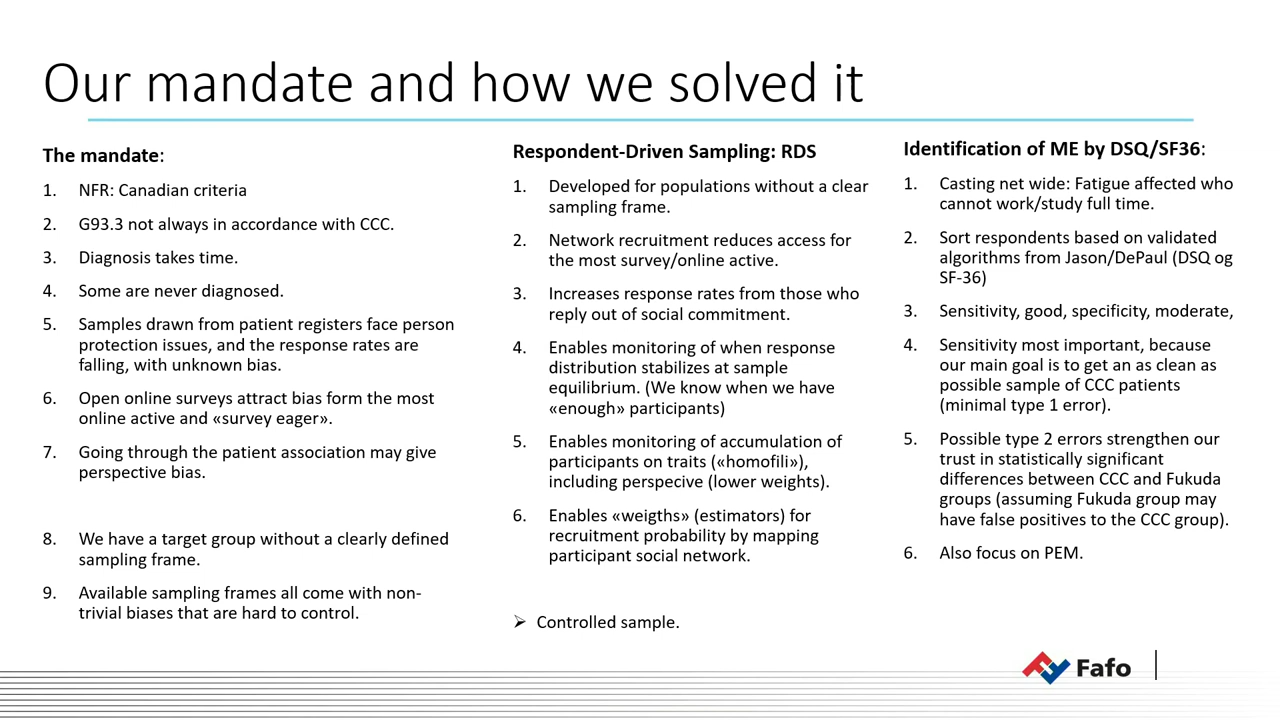 Our mandate and how we solved it
The mandate:
1. NFR: Canadian criteria
2. G93.3 not always in accordance with CCC.
3. Diagnosis takes time.
4. Some are never diagnosed.
5. Samples drawn from patient registers face person
protection issues, and the response rates are
falling, with unknown bias.
6. Open online surveys attract bias form the most
online active and «survey eager».
7. Going through the patient association may give
perspective bias.
8. We have a target group without a clearly defined
sampling frame.
9. Available sampling frames all come with non-
trivial biases that are hard to control.
Respondent-Driven Sampling: RDS
1. Developed for populations without a clear
sampling frame.
2. Network recruitment reduces access for
the most survey/online active.
3. Increases response rates from those who
reply out of social commitment.
4. Enables monitoring of when response
distribution stabilizes at sample
equilibrium. (We know when we have
«enough» participants)
5. Enables monitoring of accumulation of
participants on traits («homofili»),
including perspecive (lower weights).
6. Enables «weigths» (estimators) for
recruitment probability by mapping
participant social network.
➢ Controlled sample.
Identification of ME by DSQ/SF36:
1. Casting net wide: Fatigue affected who
cannot work/study full time.
2. Sort respondents based on validated
algorithms from Jason/DePaul (DSQ og
SF-36)
3. Sensitivity, good, specificity, moderate,
4. Sensitivity most important, because
our main goal is to get an as clean as
possible sample of CCC patients
(minimal type 1 error).
5. Possible type 2 errors strengthen our
trust in statistically significant
differences between CCC and Fukuda
groups (assuming Fukuda group may
have false positives to the CCC group).
6. Also focus on PEM.
Fafo